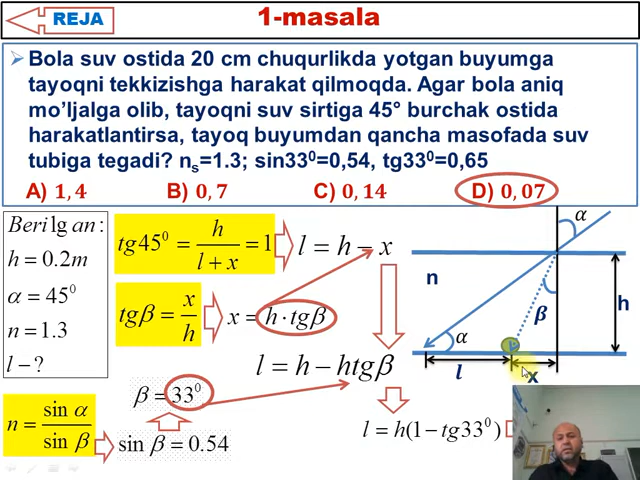 REJA
1-masala
Bola suv ostida 20 cm chuqurlikda yotgan buyumga
tayoqni tekkizishga harakat qilmoqda. Agar bola aniq
mo'ljalga olib, tayoqni suv sirtiga 45° burchak ostida
harakatlantirsa, tayoq buyumdan qancha masofada suv
tubiga tegadi? nₛ=1.3; sin33⁰=0,54, tg33⁰=0,65
A) 1,4 B) 0,7 C) 0,14 D) 0,07
Berilgan:
h = 0.2m
α = 45⁰
n = 1.3
l - ?
n = sin α / sin β
tg45⁰ = h / (l + x) = 1
l = h - x
tgβ = x / h
x = h · tgβ
l = h - htgβ
β = 33⁰
sin β = 0.54
l = h(1 - tg33⁰)
α
n
β
h
α
l
x